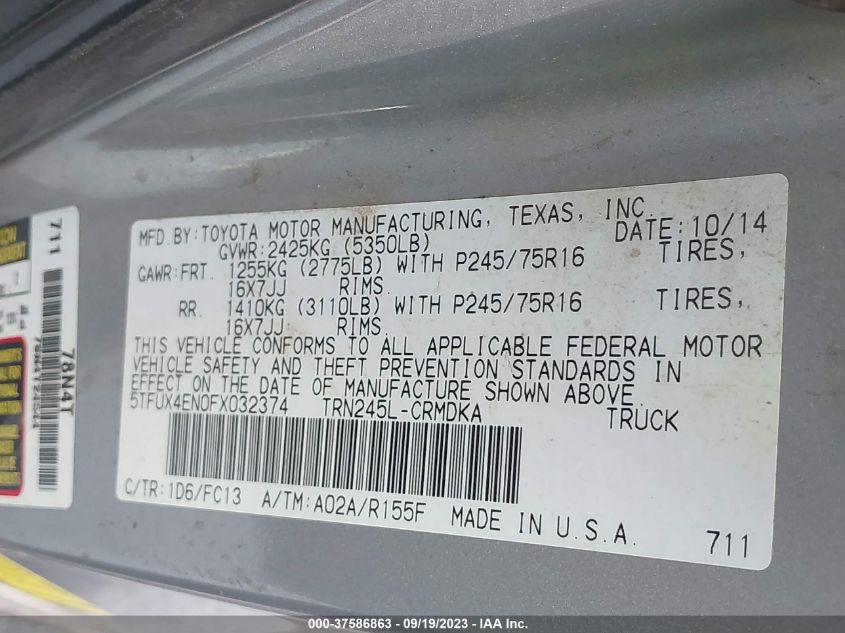 MFD.BY:TOYOTA MOTOR MANUFACTURING, TEXAS, INC.
GVWR:2425KG (5350LB) DATE:10/14
GAWR:FRT. 1255KG (2775LB) WITH P245/75R16 TIRES,
16X7JJ RIMS.
RR. 1410KG (3110LB) WITH P245/75R16 TIRES,
16X7JJ RIMS.
THIS VEHICLE CONFORMS TO ALL APPLICABLE FEDERAL MOTOR
VEHICLE SAFETY AND THEFT PREVENTION STANDARDS IN
EFFECT ON THE DATE OF MANUFACTURE SHOWN ABOVE.
5TFUX4EN0FX032374 TRN245L-CRMDKA TRUCK
C/TR:1D6/FC13 A/TM:A02A/R155F MADE IN U.S.A.
711
711
78N4T
000-37586863 - 09/19/2023 - Copyright © IAA, Inc.